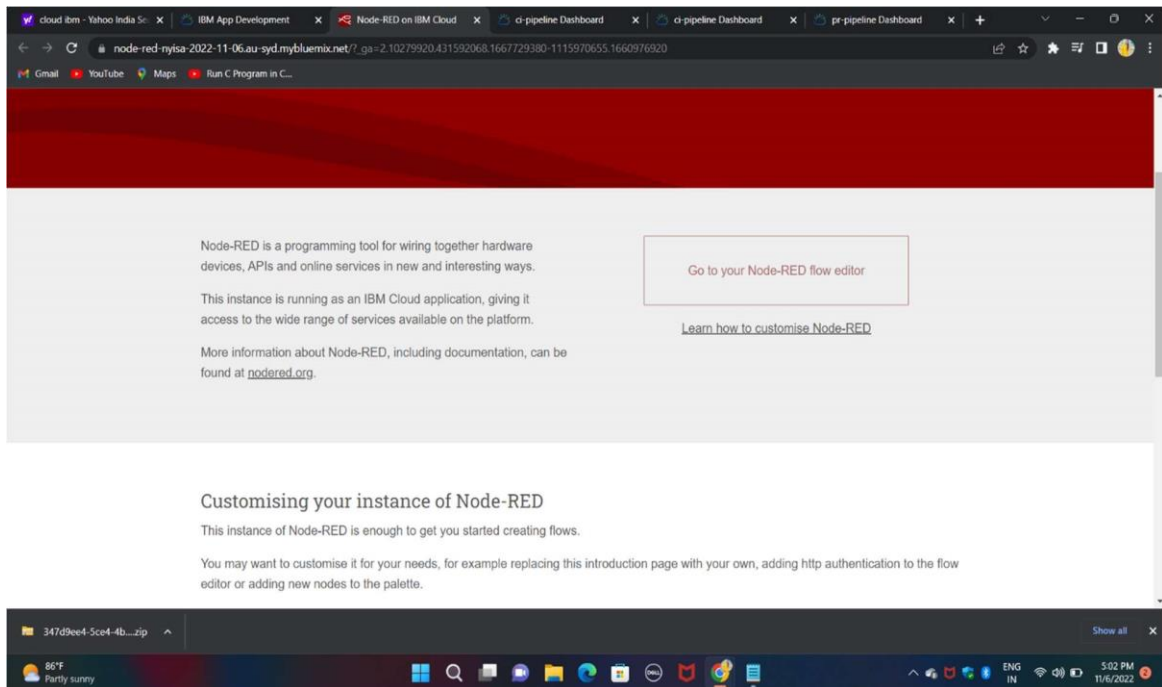 cloud ibm - Yahoo India Se
IBM App Development
Node-RED on IBM Cloud
ci-pipeline Dashboard
ci-pipeline Dashboard
pr-pipeline Dashboard
node-red-nyisa-2022-11-06.au-syd.mybluemix.net/?_ga=2.10279920.431592068.1667729380-1115970655.1660976920
Gmail
YouTube
Maps
Run C Program in C...
Node-RED is a programming tool for wiring together hardware
devices, APIs and online services in new and interesting ways.
This instance is running as an IBM Cloud application, giving it
access to the wide range of services available on the platform.
More information about Node-RED, including documentation, can be
found at nodered.org.
Go to your Node-RED flow editor
Learn how to customise Node-RED
Customising your instance of Node-RED
This instance of Node-RED is enough to get you started creating flows.
You may want to customise it for your needs, for example replacing this introduction page with your own, adding http authentication to the flow
editor or adding new nodes to the palette.
347d9ee4-5ce4-4b....zip
Show all
86°F
Partly sunny
DELL
ENG
IN
5:02 PM
11/6/2022
2